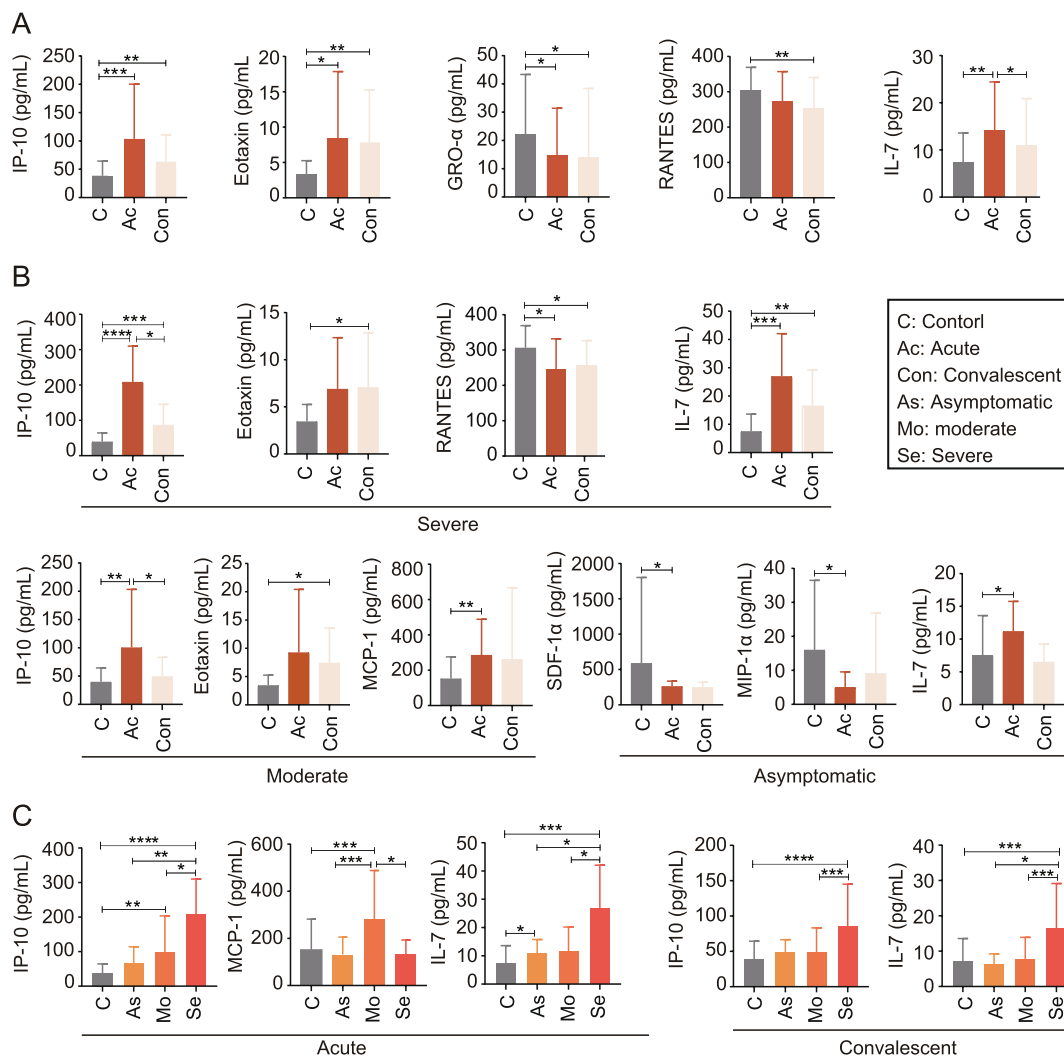 A
IP-10 (pg/mL)
250
200
150
100
50
0
**
***
C
Ac
Con
Eotaxin (pg/mL
20
15
10
5
0
**
*
C
Ac
Con
GRO-α (pg/mL)
50
40
30
20
10
0
*
*
C
Ac
Con
RANTES (pg/mL)
400
300
200
100
0
**
C
Ac
Con
IL-7 (pg/mL)
30
20
10
0
**
*
C
Ac
Con
B
IP-10 (pg/mL)
400
300
200
100
0
***
****
*
C
Ac
Con
Eotaxin (pg/mL)
15
10
5
0
*
C
Ac
Con
RANTES (pg/mL)
400
300
200
100
0
*
*
C
Ac
Con
IL-7 (pg/mL)
50
40
30
20
10
0
**
***
C
Ac
Con
Severe
C: Contorl
Ac: Acute
Con: Convalescent
As: Asymptomatic
Mo: moderate
Se: Severe
IP-10 (pg/mL)
250
200
150
100
50
0
**
*
C
Ac
Con
Eotaxin (pg/mL)
25
20
15
10
5
0
*
C
Ac
Con
MCP-1 (pg/mL)
800
600
400
200
0
**
C
Ac
Con
Moderate
SDF-1α (pg/mL)
2000
1500
1000
500
0
*
C
Ac
Con
MIP-1α (pg/mL)
40
30
20
10
0
*
C
Ac
Con
IL-7 (pg/mL)
20
15
10
5
0
*
C
Ac
Con
Asymptomatic
C
IP-10 (pg/mL)
400
300
200
100
0
****
**
*
**
C
As
Mo
Se
MCP-1 (pg/mL)
600
400
200
0
***
***
*
C
As
Mo
Se
IL-7 (pg/mL)
50
40
30
20
10
0
***
*
*
*
C
As
Mo
Se
Acute
IP-10 (pg/mL)
200
150
100
50
0
****
***
C
As
Mo
Se
IL-7 (pg/mL)
40
30
20
10
0
***
*
***
C
As
Mo
Se
Convalescent